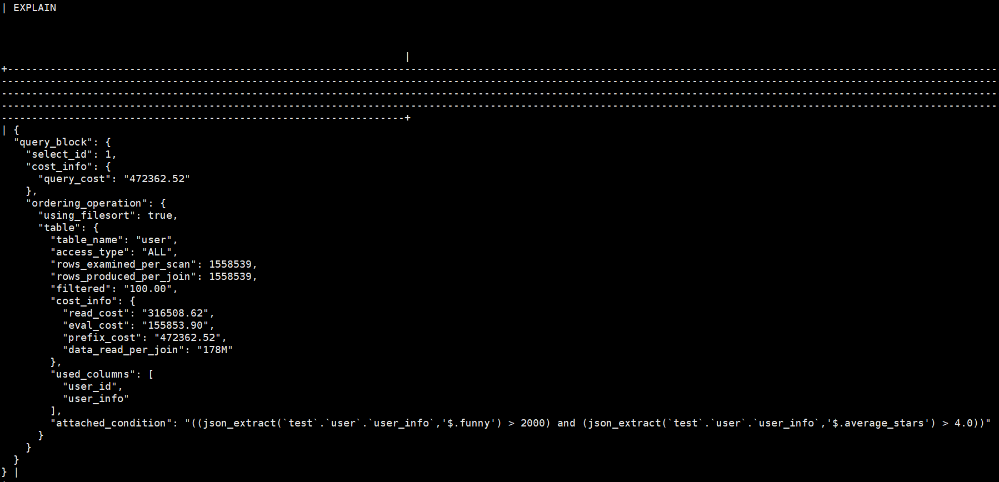 | EXPLAIN
|
+------------------------------------------------------------------------------------------------------------------------------------------------------------------
-------------------------------------------------------------------------------------------------------------------------------------------------------------------
-------------------------------------------------------------------------------------------------------------------------------------------------------------------
-------------------------------------------------------------------------------------------------------------------------------------------------------------------
------------------------------------------------------------------+
| {
  "query_block": {
    "select_id": 1,
    "cost_info": {
      "query_cost": "472362.52"
    },
    "ordering_operation": {
      "using_filesort": true,
      "table": {
        "table_name": "user",
        "access_type": "ALL",
        "rows_examined_per_scan": 1558539,
        "rows_produced_per_join": 1558539,
        "filtered": "100.00",
        "cost_info": {
          "read_cost": "316508.62",
          "eval_cost": "155853.90",
          "prefix_cost": "472362.52",
          "data_read_per_join": "178M"
        },
        "used_columns": [
          "user_id",
          "user_info"
        ],
        "attached_condition": "((json_extract(`test`.`user`.`user_info`,'$.funny') > 2000) and (json_extract(`test`.`user`.`user_info`,'$.average_stars') > 4.0))"
      }
    }
  }
} |